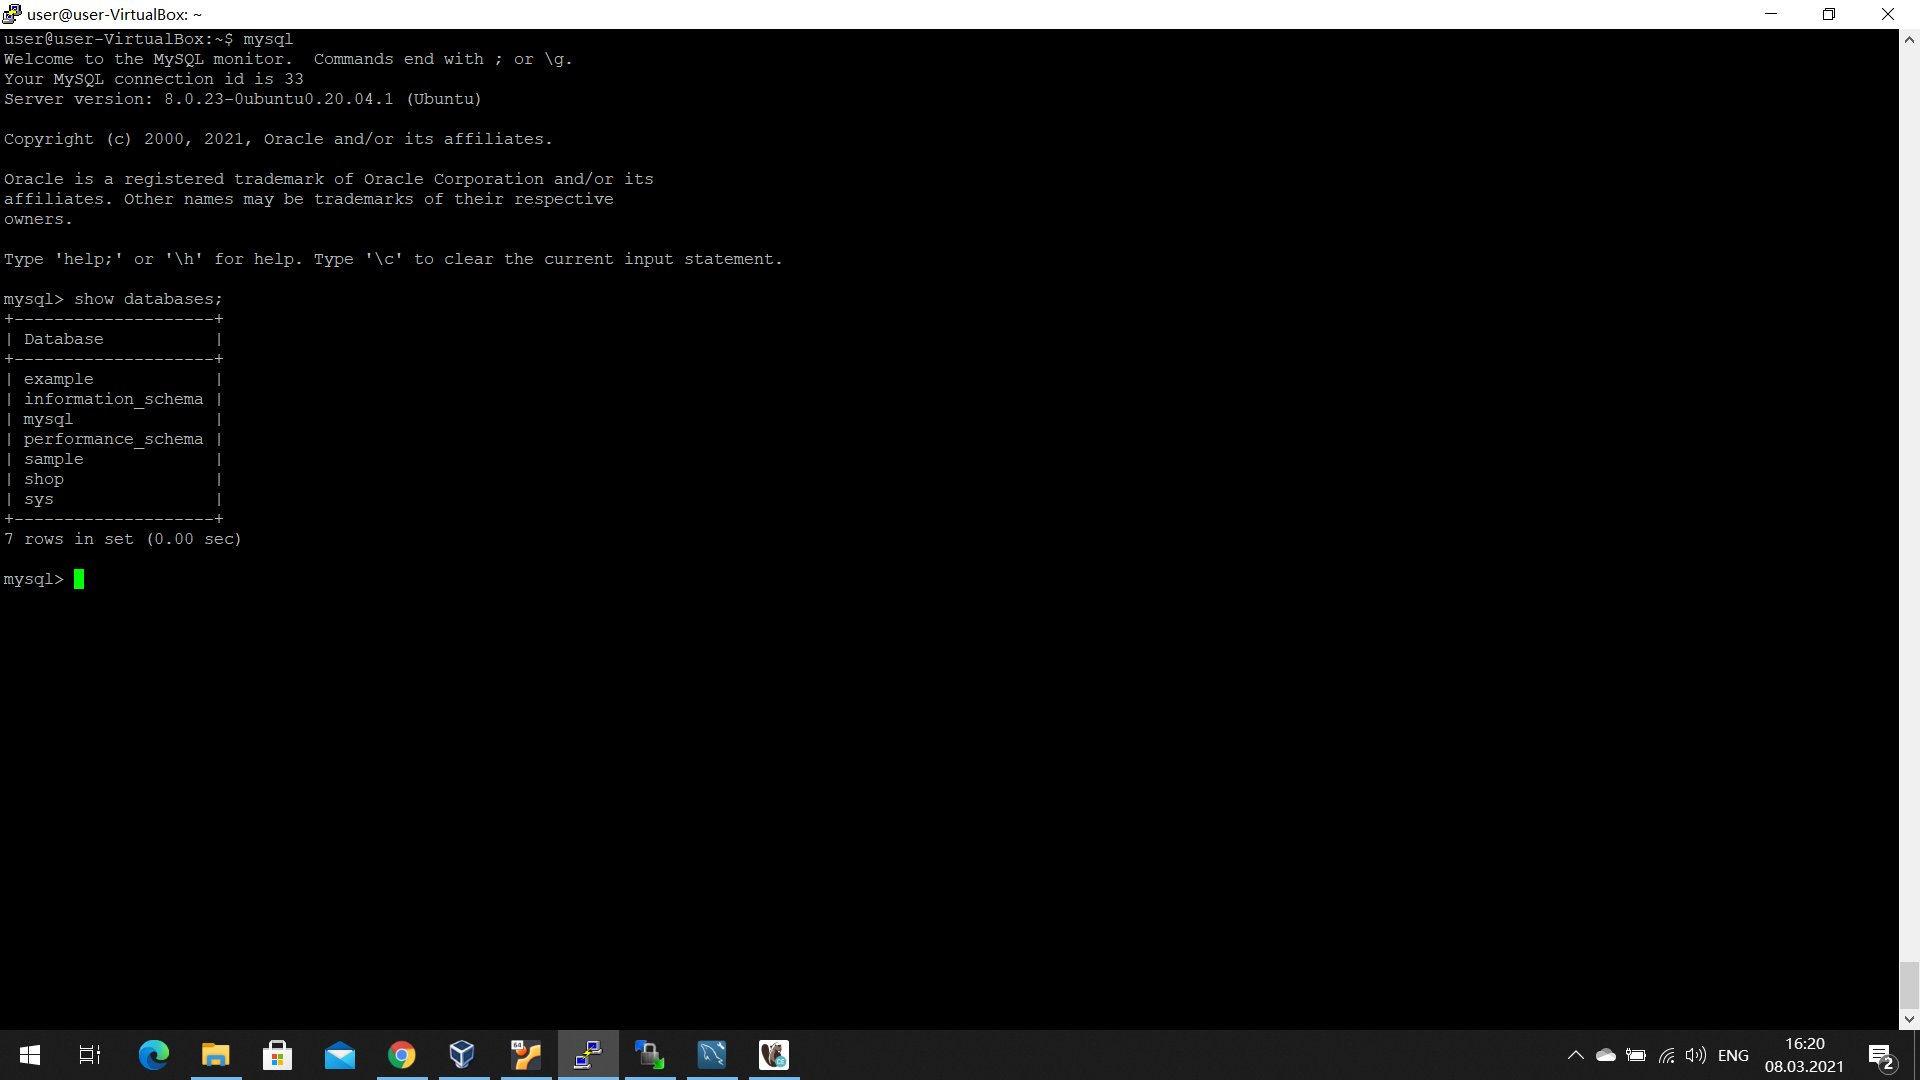 user@user-VirtualBox: ~
user@user-VirtualBox:~$ mysql
Welcome to the MySQL monitor.  Commands end with ; or \g.
Your MySQL connection id is 33
Server version: 8.0.23-0ubuntu0.20.04.1 (Ubuntu)

Copyright (c) 2000, 2021, Oracle and/or its affiliates.

Oracle is a registered trademark of Oracle Corporation and/or its
affiliates. Other names may be trademarks of their respective
owners.

Type 'help;' or '\h' for help. Type '\c' to clear the current input statement.

mysql> show databases;
+--------------------+
| Database           |
+--------------------+
| example            |
| information_schema |
| mysql              |
| performance_schema |
| sample             |
| shop               |
| sys                |
+--------------------+
7 rows in set (0.00 sec)

mysql>
64
ENG
16:20
08.03.2021
2